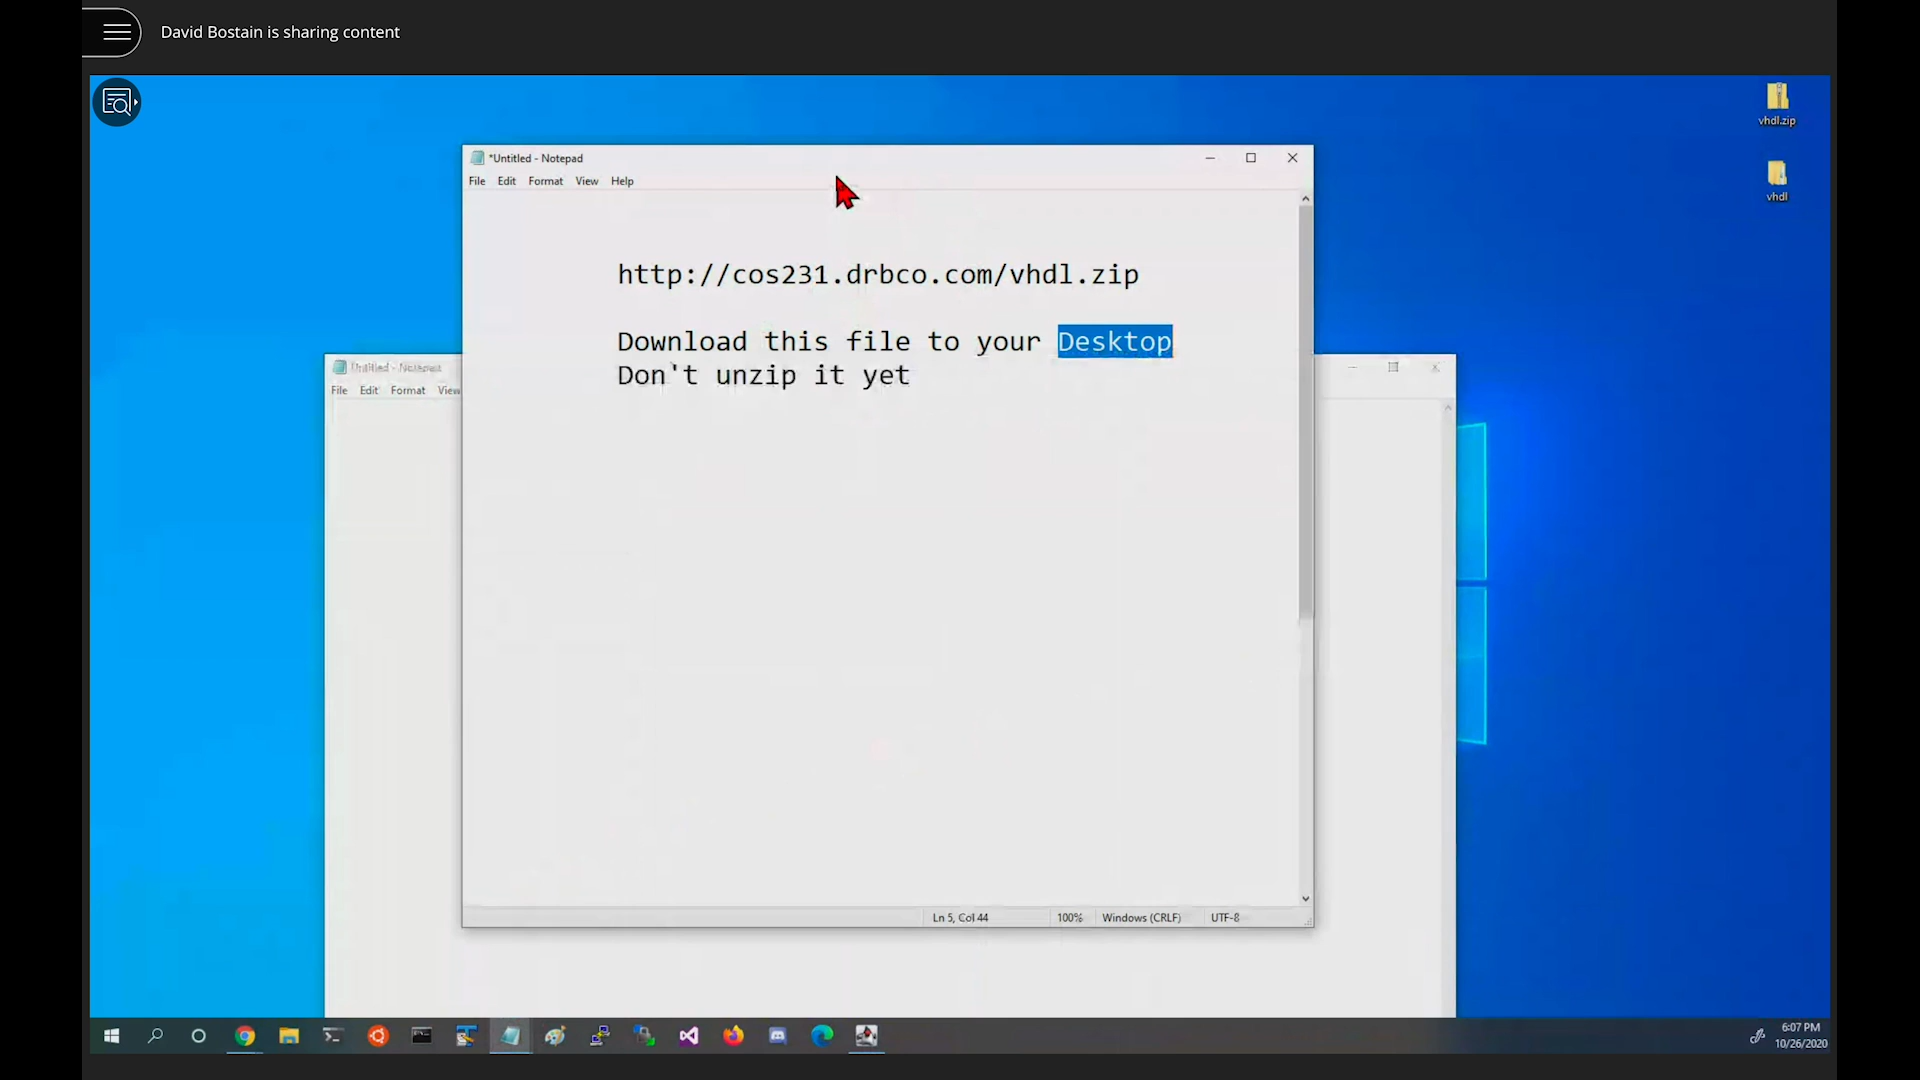 David Bostain is sharing content
vhdl.zip
vhdl
*Untitled - Notepad
File Edit Format View Help
http://cos231.drbco.com/vhdl.zip
Download this file to your Desktop
Don't unzip it yet
Untitled - Notepad
File Edit Format View
Ln 5, Col 44 100% Windows (CRLF) UTF-8
6:07 PM
10/26/2020